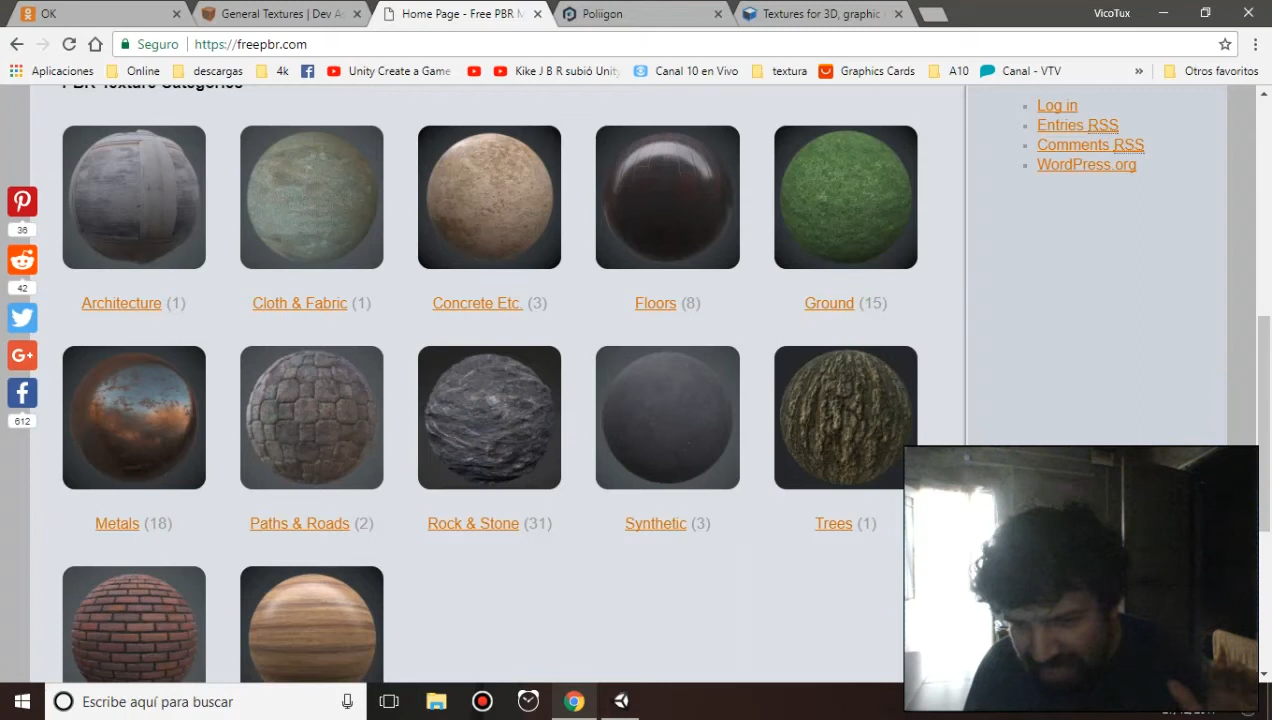 OK
General Textures | Dev A
Home Page - Free PBR M
Poliigon
Textures for 3D, graphic
VicoTux
Seguro
https://freepbr.com
Aplicaciones
Online
descargas
4k
Unity Create a Game
Kike J B R subió Unit
Canal 10 en Vivo
textura
Graphics Cards
A10
Canal - VTV
»
Otros favoritos
PBR Texture Categories
Log in
Entries RSS
Comments RSS
WordPress.org
36
42
612
Architecture (1)
Cloth & Fabric (1)
Concrete Etc. (3)
Floors (8)
Ground (15)
Metals (18)
Paths & Roads (2)
Rock & Stone (31)
Synthetic (3)
Trees (1)
Escribe aquí para buscar